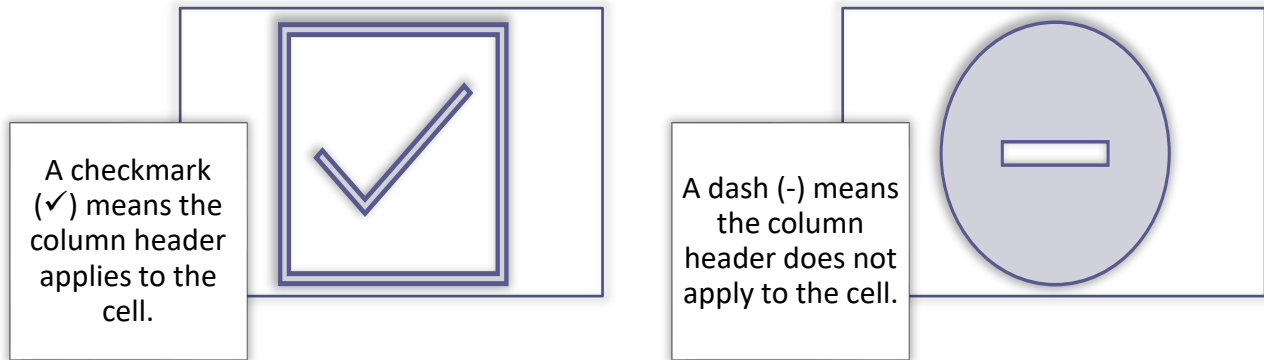 A checkmark
(✓) means the
column header
applies to the
cell.
A dash (-) means
the column
header does not
apply to the cell.